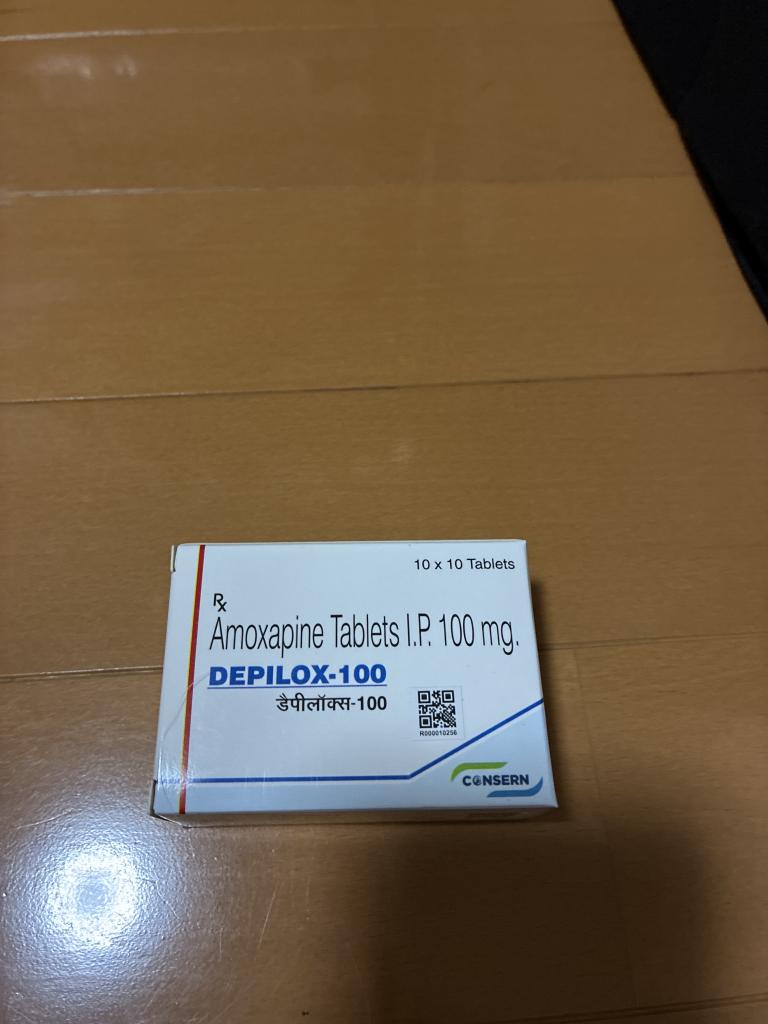 10 x 10 Tablets
Rx
Amoxapine Tablets I.P. 100 mg.
DEPILOX-100
डैपीलॉक्स-100
R000010256
CONSERN